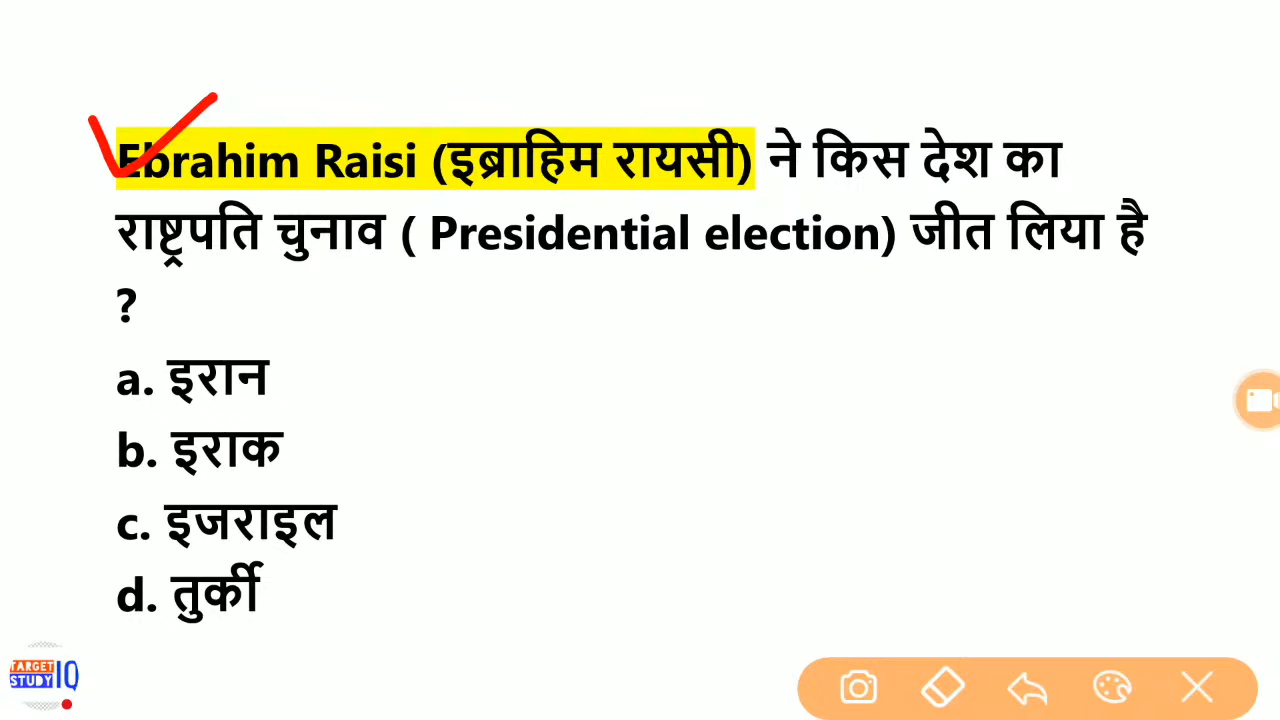 Ebrahim Raisi (इब्राहिम रायसी) ने किस देश का
राष्ट्रपति चुनाव ( Presidential election) जीत लिया है
?
a. इरान
b. इराक
c. इजराइल
d. तुर्की
TARGET
STUDY IQ